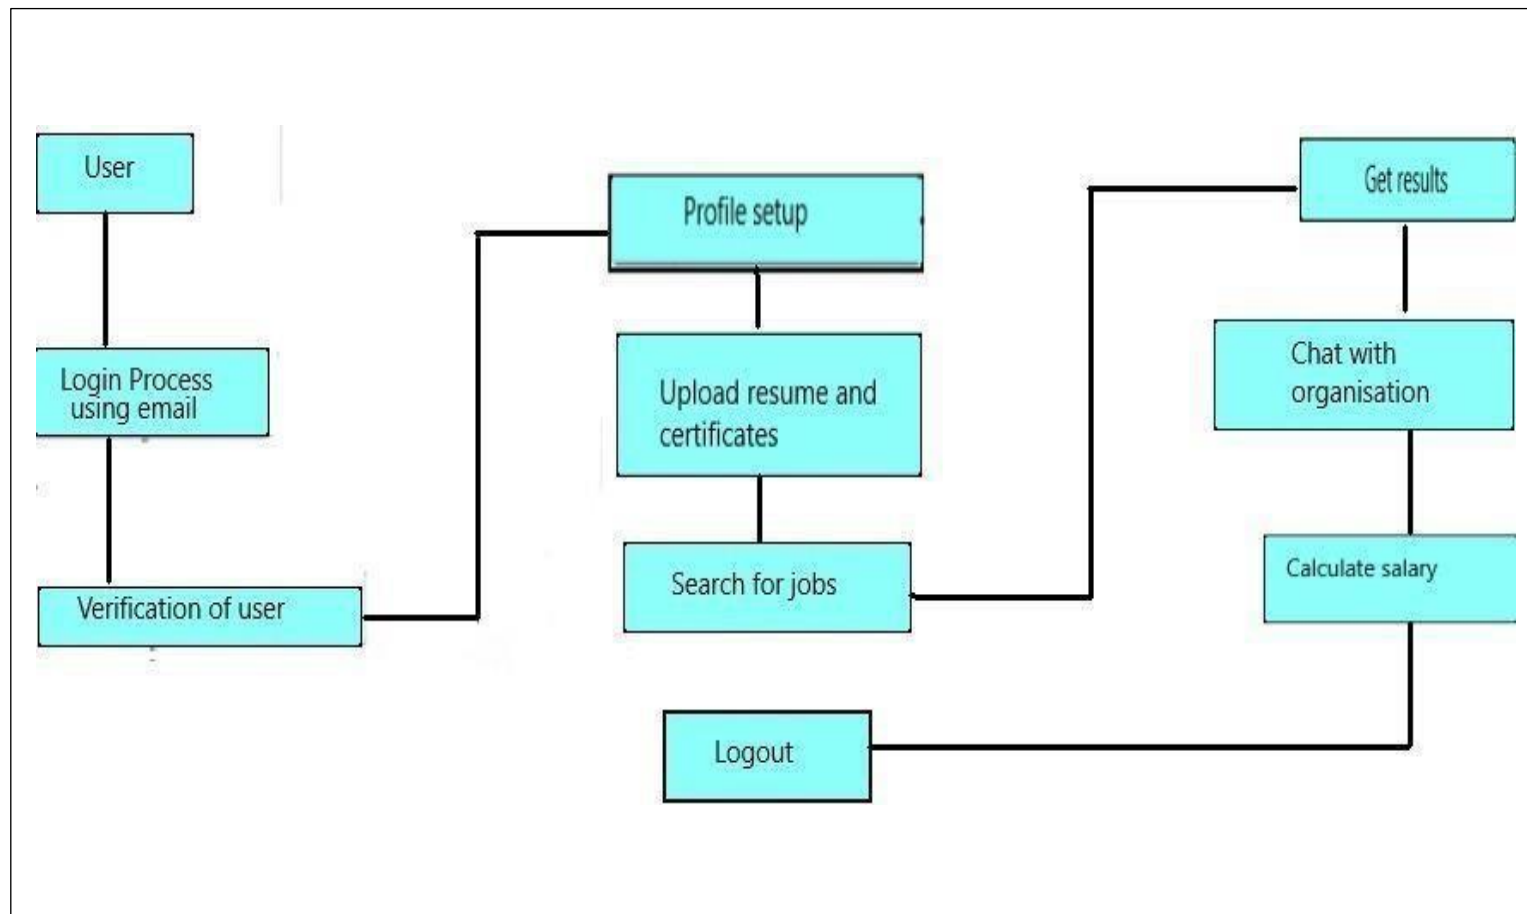 User
Login Process
using email
Verification of user
Profile setup
Upload resume and
certificates
Search for jobs
Get results
Chat with
organisation
Calculate salary
Logout